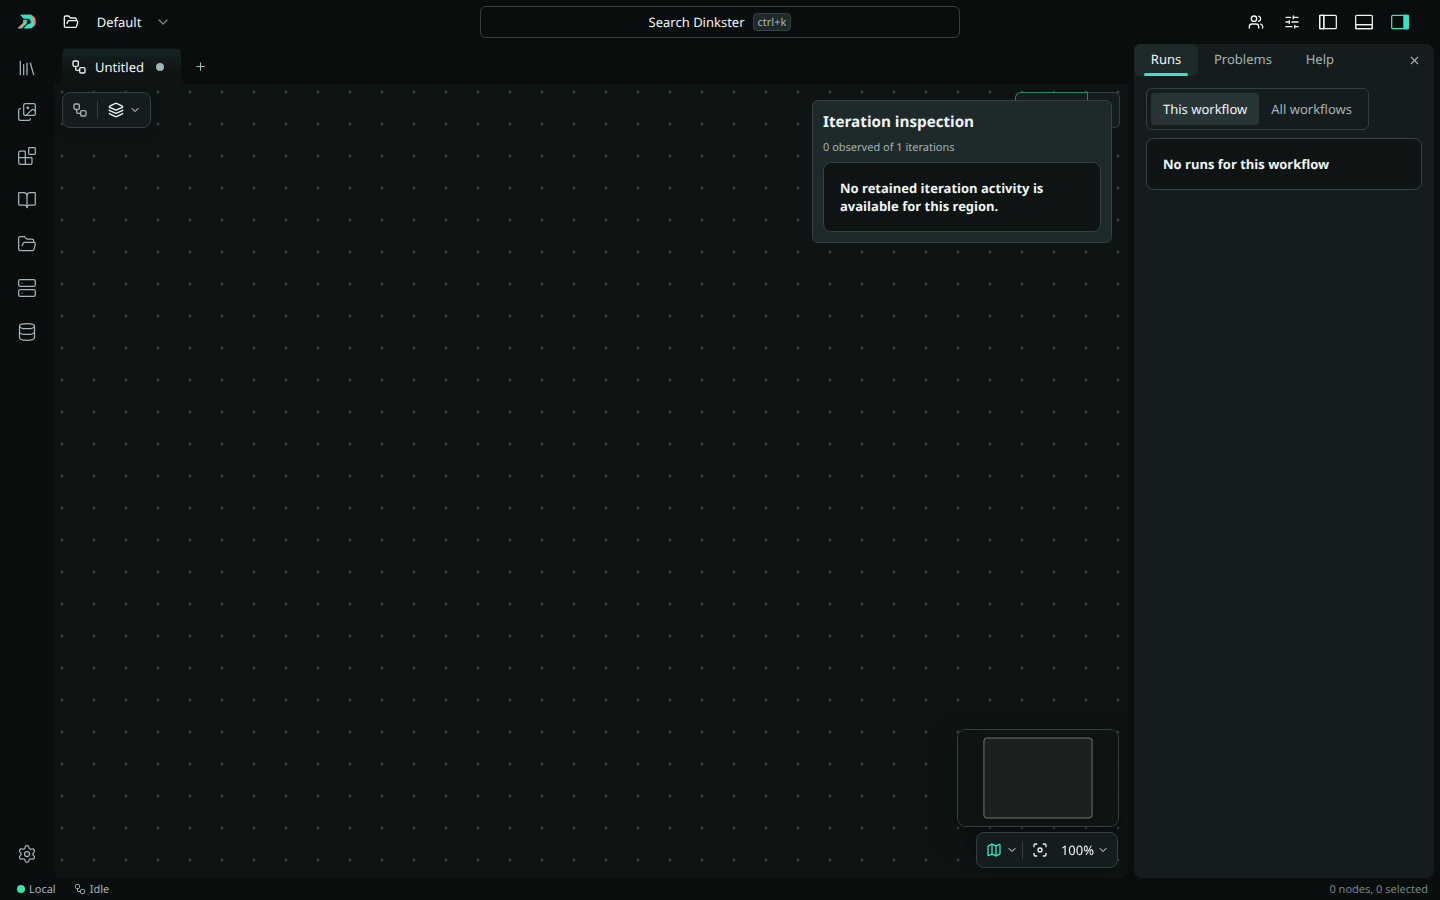 Default
Search Dinkster ctrl+k
Untitled
Runs Problems Help
This workflow All workflows
No runs for this workflow
Iteration inspection
0 observed of 1 iterations
No retained iteration activity is
available for this region.
100%
Local Idle
0 nodes, 0 selected